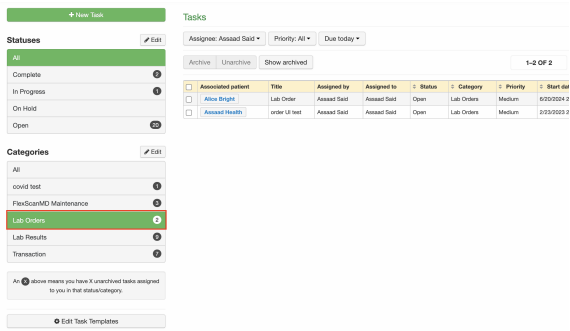 + New Task
Statuses
Edit
All
Complete 2
In Progress 1
On Hold
Open 20
Categories
Edit
All
covid test 1
FlexScanMD Maintenance 3
Lab Orders 2
Lab Results
Transaction 7
An X above means you have X unarchived tasks assigned
to you in that status/category.
Edit Task Templates
Tasks
Assignee: Assaad Said Priority: All Due today
Archive Unarchive Show archived
1–2 OF 2
Associated patient Title Assigned by Assigned to Status Category Priority Start dat
Alice Bright Lab Order Assaad Said Assaad Said Open Lab Orders Medium 6/20/2024 2
Assaad Health order UI test Assaad Said Assaad Said Open Lab Orders Medium 2/23/2023 2